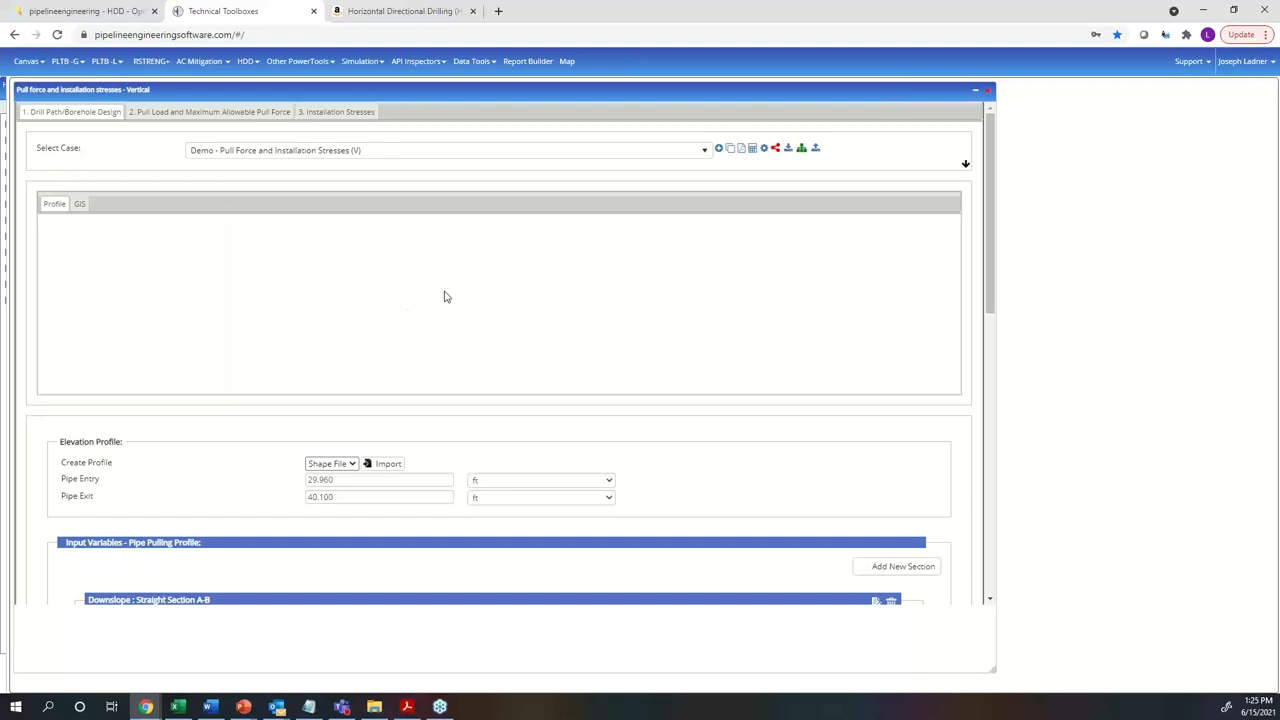 pipelineengineering - HDD - Op
Technical Toolboxes
Horizontal Directional Drilling (H
pipelineengineeringsoftware.com/#/
Update
Canvas
PLTB -G
PLTB -L
RSTRENG
AC Mitigation
HDD
Other PowerTools
Simulation
API Inspectors
Data Tools
Report Builder
Map
Support
Joseph Ladner
Pull force and installation stresses - Vertical
1. Drill Path/Borehole Design
2. Pull Load and Maximum Allowable Pull Force
3. Installation Stresses
Select Case:
Demo - Pull Force and Installation Stresses (V)
Profile
GIS
Elevation Profile:
Create Profile
Shape File
Import
Pipe Entry
29.960
ft
Pipe Exit
40.100
ft
Input Variables - Pipe Pulling Profile:
Add New Section
Downslope : Straight Section A-B
1:25 PM
6/15/2021